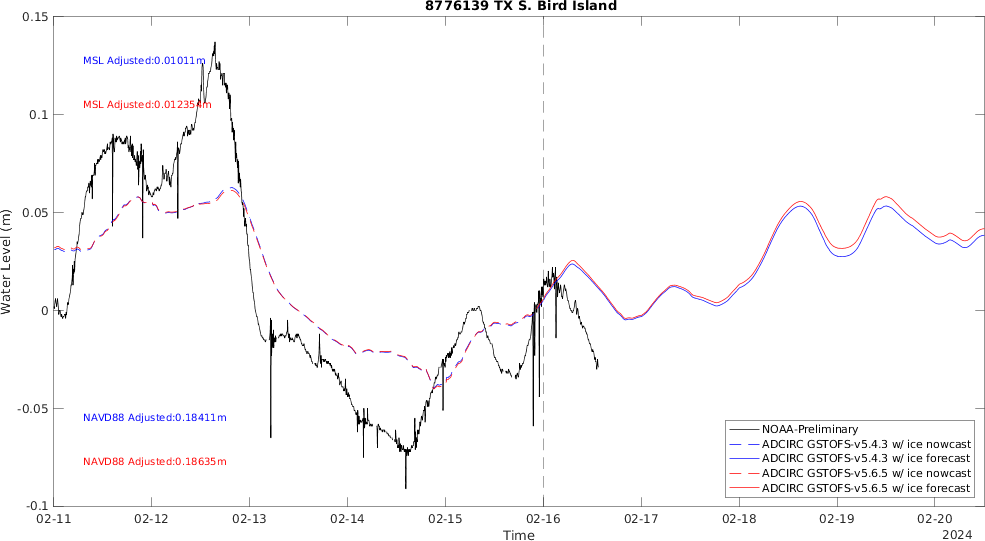 8776139 TX S. Bird Island
0.15
0.1
0.05
0
-0.05
-0.1
Water Level (m)
MSL Adjusted:0.01011m
MSL Adjusted:0.012354m
NAVD88 Adjusted:0.18411m
NAVD88 Adjusted:0.18635m
NOAA-Preliminary
ADCIRC GSTOFS-v5.4.3 w/ ice nowcast
ADCIRC GSTOFS-v5.4.3 w/ ice forecast
ADCIRC GSTOFS-v5.6.5 w/ ice nowcast
ADCIRC GSTOFS-v5.6.5 w/ ice forecast
02-11 02-12 02-13 02-14 02-15 02-16 02-17 02-18 02-19 02-20
Time
2024